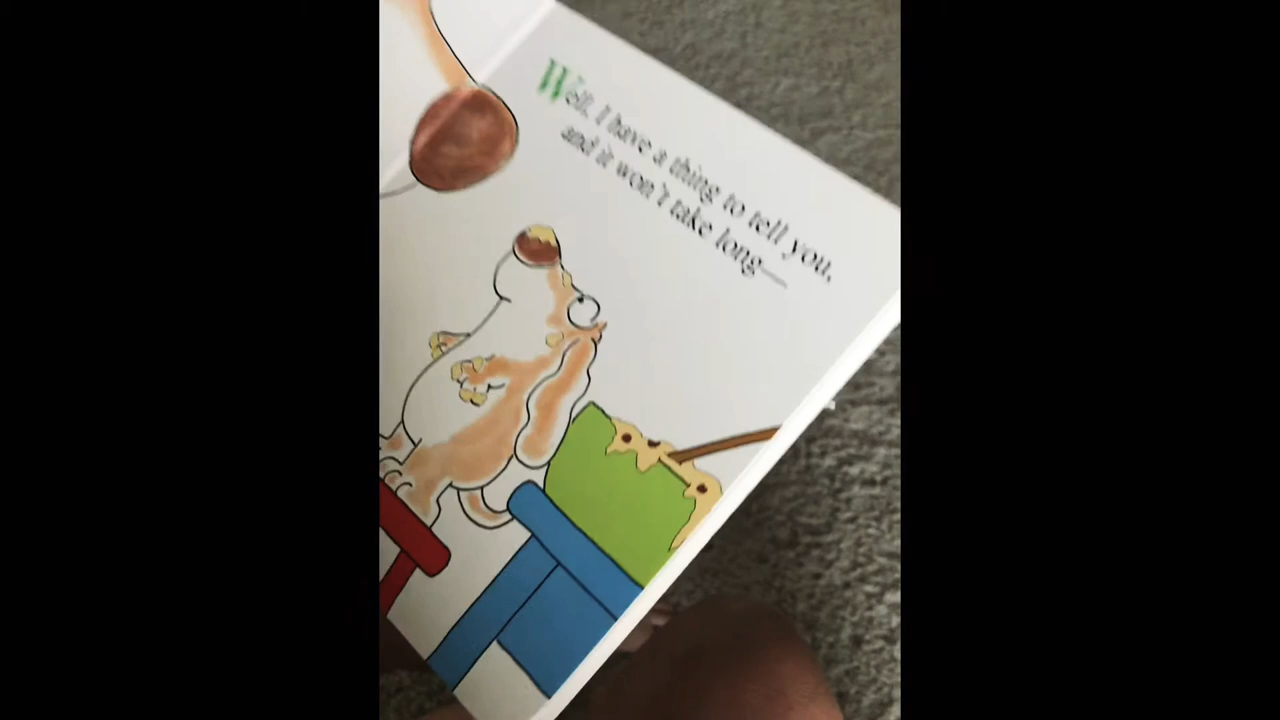 Well, I have a thing to tell you,
and it won't take long—